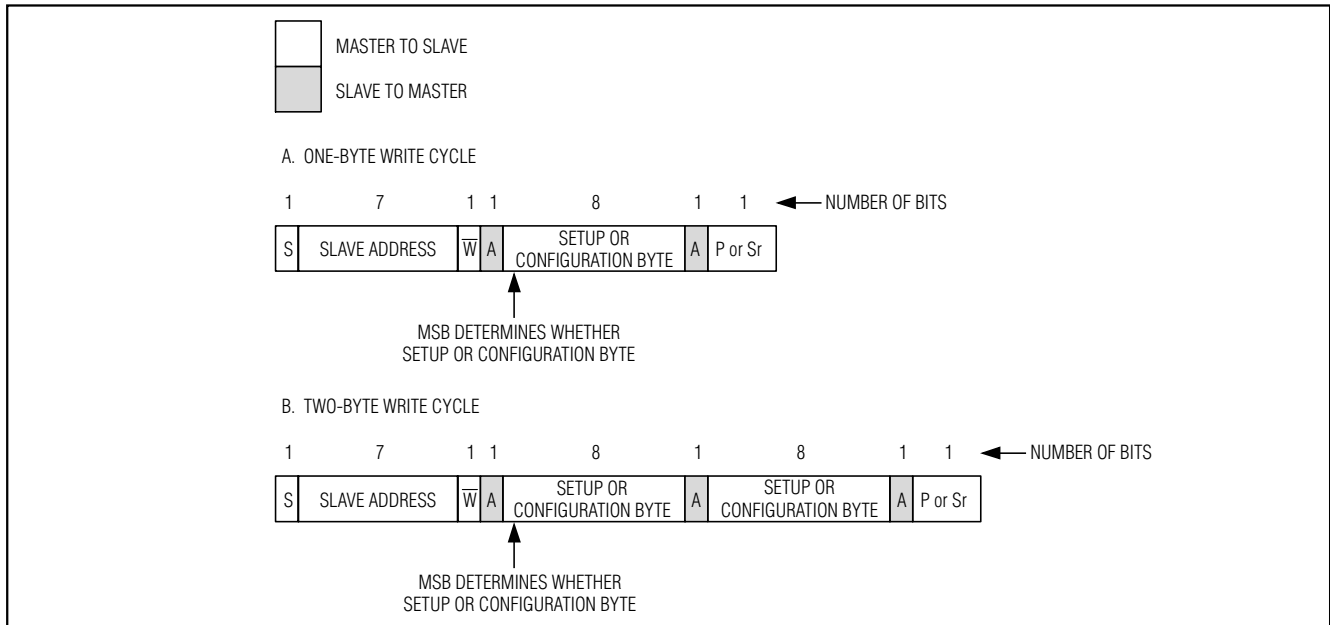 MASTER TO SLAVE
SLAVE TO MASTER
A. ONE-BYTE WRITE CYCLE
1 7 1 1 8 1 1 NUMBER OF BITS
S SLAVE ADDRESS W̅ A SETUP OR CONFIGURATION BYTE A P or Sr
MSB DETERMINES WHETHER
SETUP OR CONFIGURATION BYTE
B. TWO-BYTE WRITE CYCLE
1 7 1 1 8 1 8 1 1 NUMBER OF BITS
S SLAVE ADDRESS W̅ A SETUP OR CONFIGURATION BYTE A SETUP OR CONFIGURATION BYTE A P or Sr
MSB DETERMINES WHETHER
SETUP OR CONFIGURATION BYTE